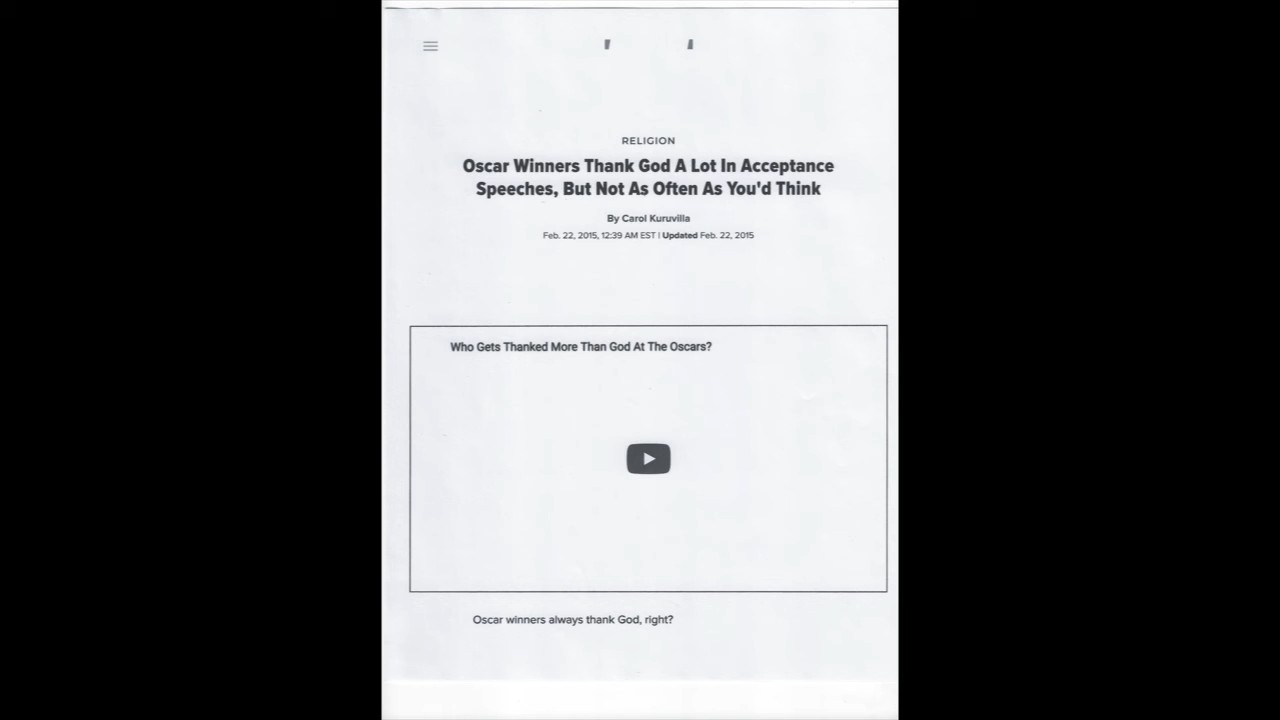 RELIGION
Oscar Winners Thank God A Lot In Acceptance
Speeches, But Not As Often As You'd Think
By Carol Kuruvilla
Feb. 22, 2015, 12:39 AM EST | Updated Feb. 22, 2015
Who Gets Thanked More Than God At The Oscars?
Oscar winners always thank God, right?